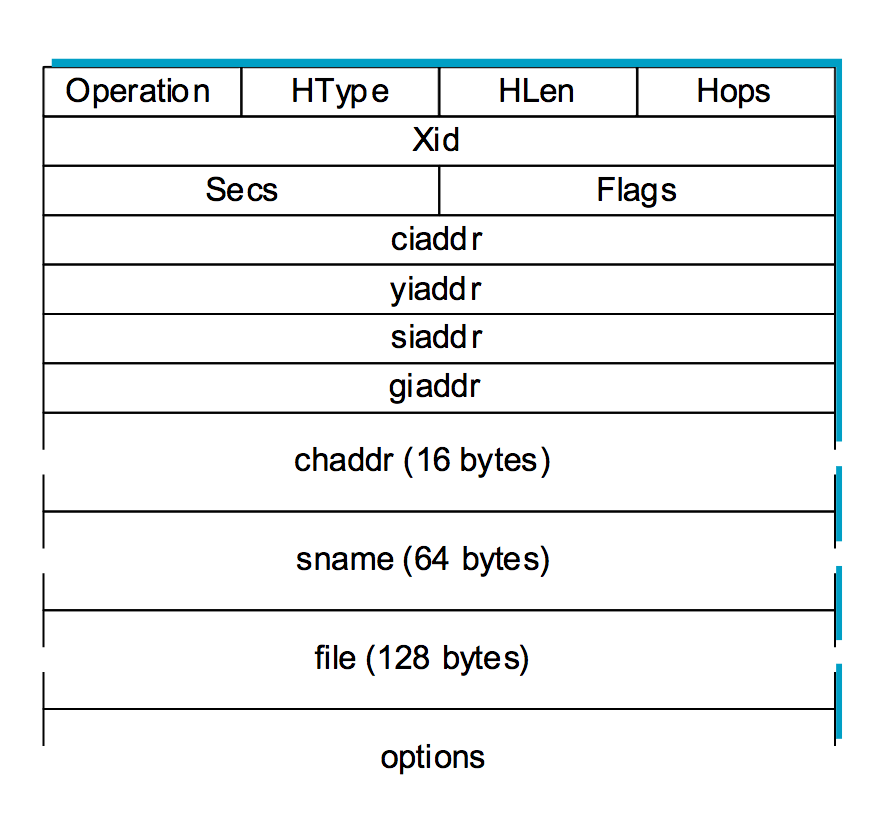 Operation HType HLen Hops
Xid
Secs Flags
ciaddr
yiaddr
siaddr
giaddr
chaddr (16 bytes)
sname (64 bytes)
file (128 bytes)
options